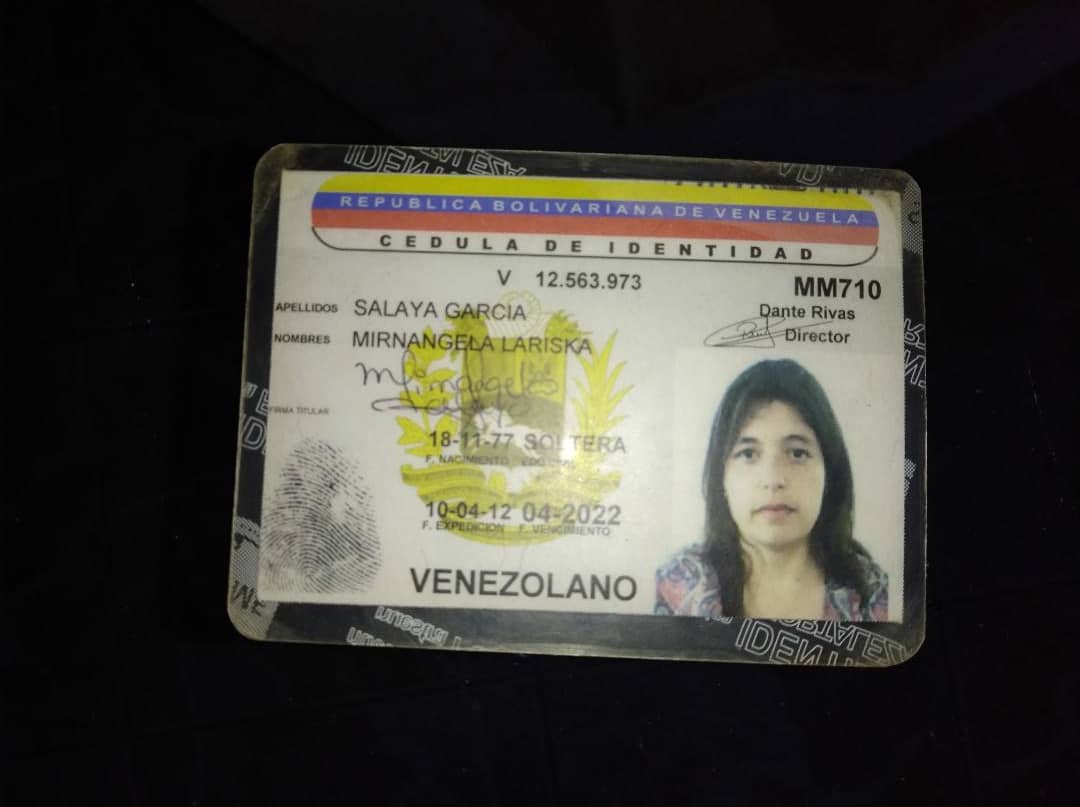 REPUBLICA BOLIVARIANA DE VENEZUELA
CEDULA DE IDENTIDAD
V 12.563.973
MM710
APELLIDOS SALAYA GARCIA
Dante Rivas
Director
NOMBRES MIRNANGELA LARISKA
FIRMA TITULAR
18-11-77 SOLTERA
F. NACIMIENTO EDO CIVIL
10-04-12 04-2022
F. EXPEDICION F. VENCIMIENTO
VENEZOLANO